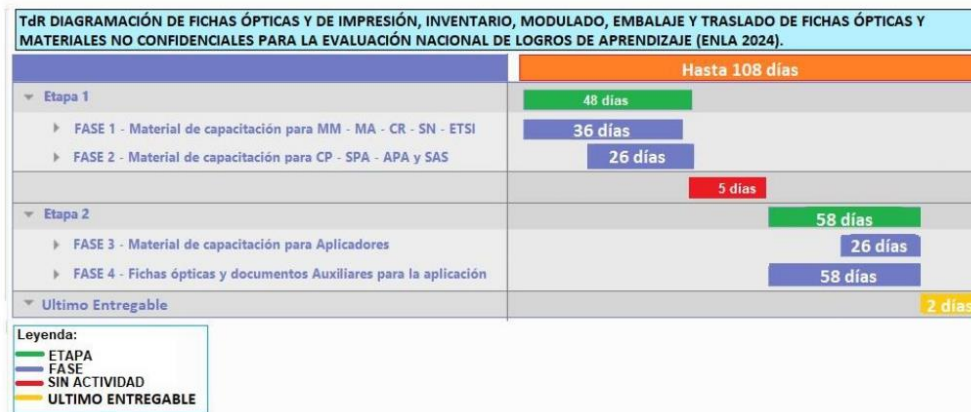 TdR DIAGRAMACIÓN DE FICHAS ÓPTICAS Y DE IMPRESIÓN, INVENTARIO, MODULADO, EMBALAJE Y TRASLADO DE FICHAS ÓPTICAS Y
MATERIALES NO CONFIDENCIALES PARA LA EVALUACIÓN NACIONAL DE LOGROS DE APRENDIZAJE (ENLA 2024).
Hasta 108 días
Etapa 1 48 días
FASE 1 - Material de capacitación para MM - MA - CR - SN - ETSI 36 días
FASE 2 - Material de capacitación para CP - SPA - APA y SAS 26 días
5 días
Etapa 2 58 días
FASE 3 - Material de capacitación para Aplicadores 26 días
FASE 4 - Fichas ópticas y documentos Auxiliares para la aplicación 58 días
Ultimo Entregable 2 días
Leyenda:
ETAPA
FASE
SIN ACTIVIDAD
ULTIMO ENTREGABLE